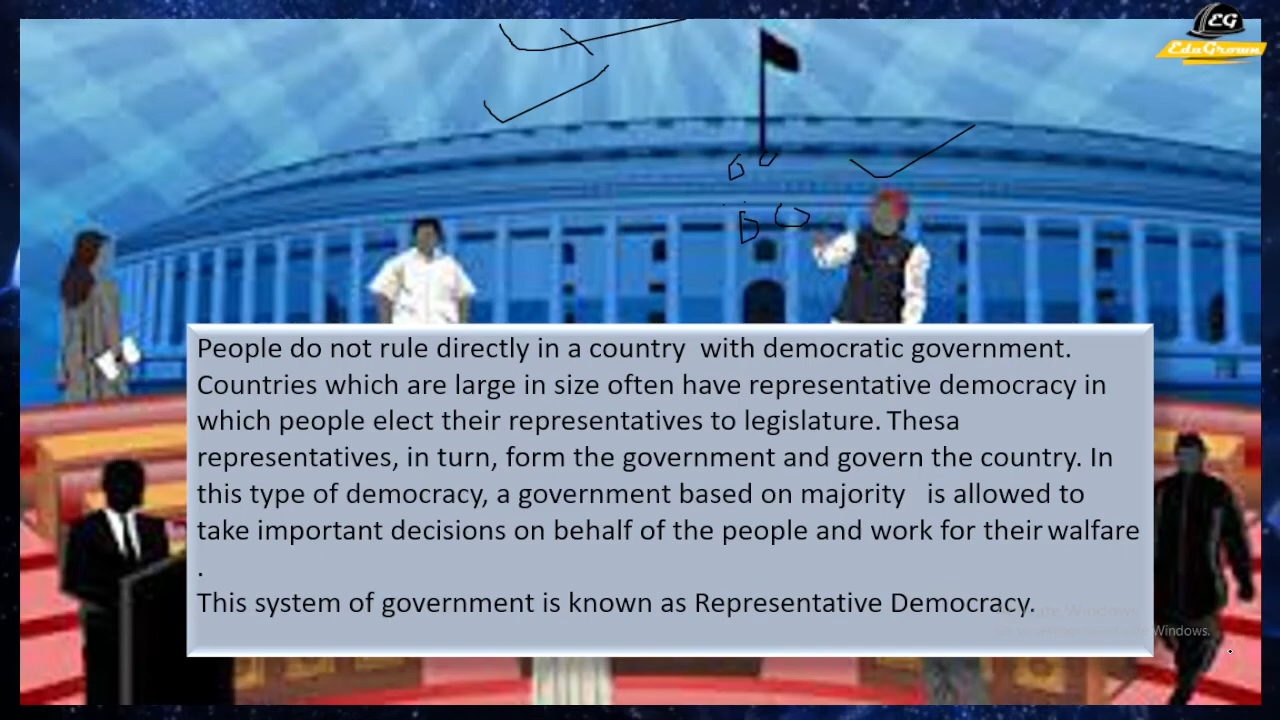 EG
EduGrown
People do not rule directly in a country with democratic government.
Countries which are large in size often have representative democracy in
which people elect their representatives to legislature. Thesa
representatives, in turn, form the government and govern the country. In
this type of democracy, a government based on majority is allowed to
take important decisions on behalf of the people and work for their walfare
.
This system of government is known as Representative Democracy.
Windows
Windows.